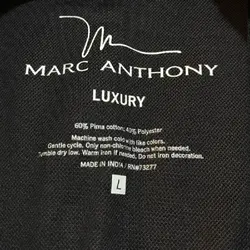 MARC ANTHONY
LUXURY
60% Pima cotton; 40% Polyester
Machine wash cold with like colors.
Gentle cycle. Only non-chlorine bleach when needed.
Tumble dry low. Warm iron if needed. Do not iron decoration.
MADE IN INDIA / RN#73277
L